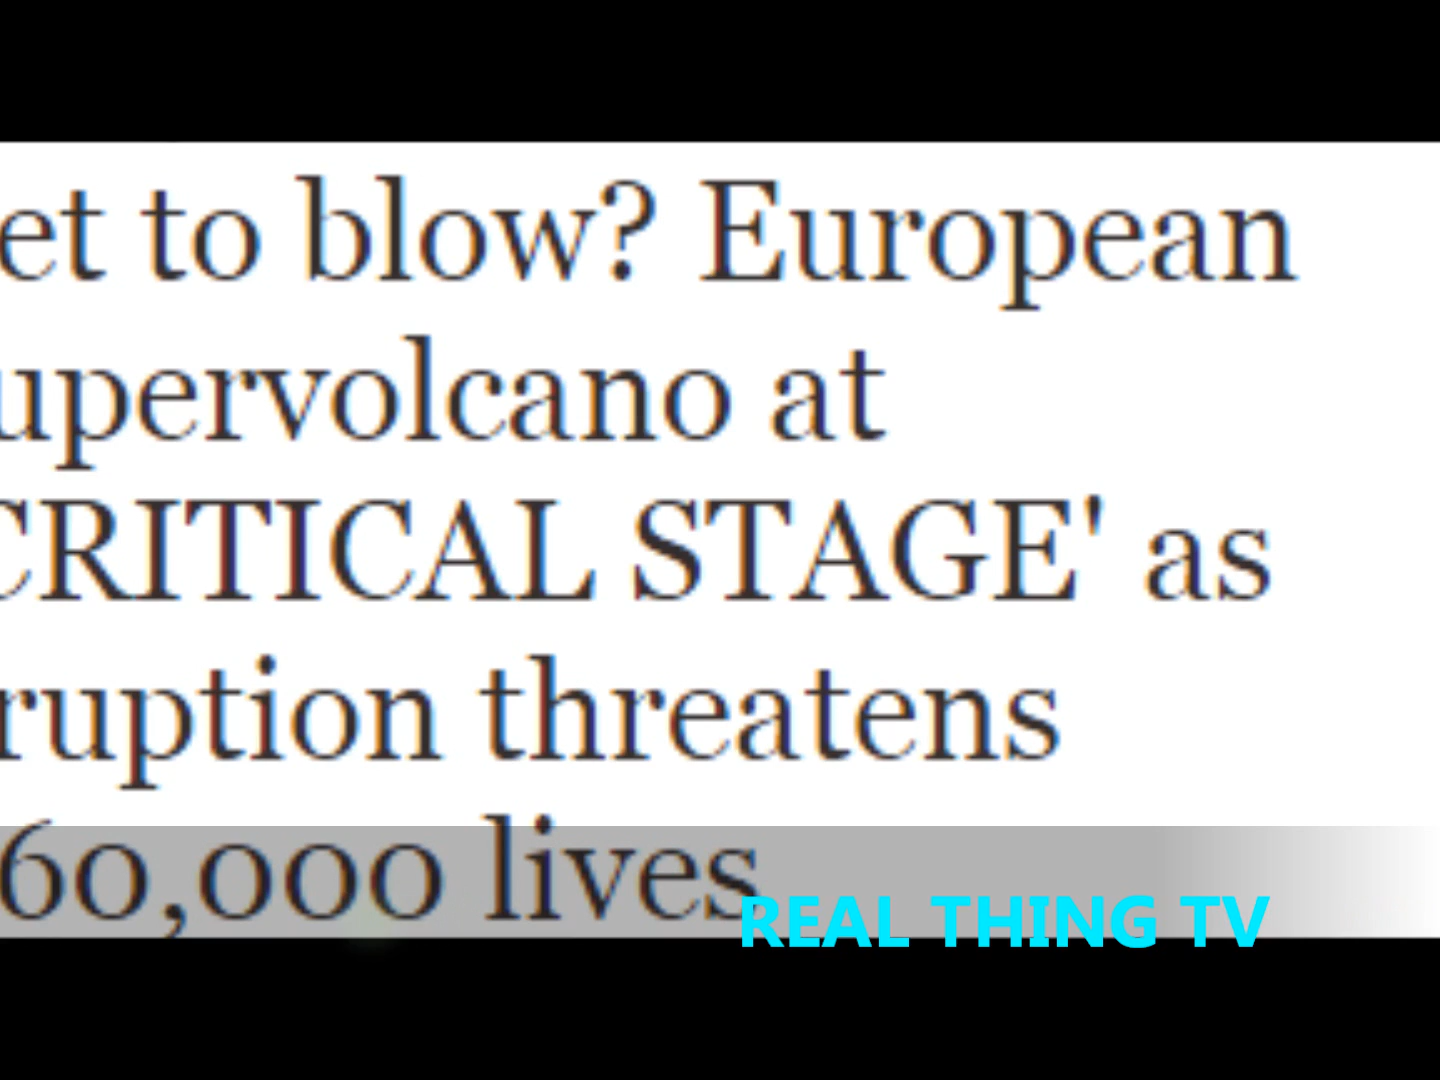 et to blow? European
upervolcano at
CRITICAL STAGE' as
ruption threatens
60,000 lives
REAL THING TV